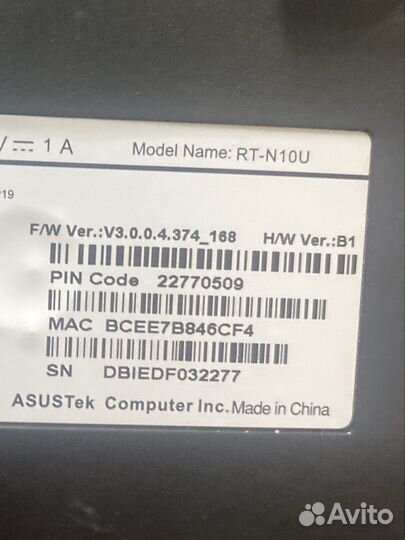 1 A Model Name: RT-N10U
219
F/W Ver.:V3.0.0.4.374_168 H/W Ver.:B1
PIN Code 22770509
MAC BCEE7B846CF4
SN DBIEDF032277
ASUSTek Computer Inc. Made in China
Avito